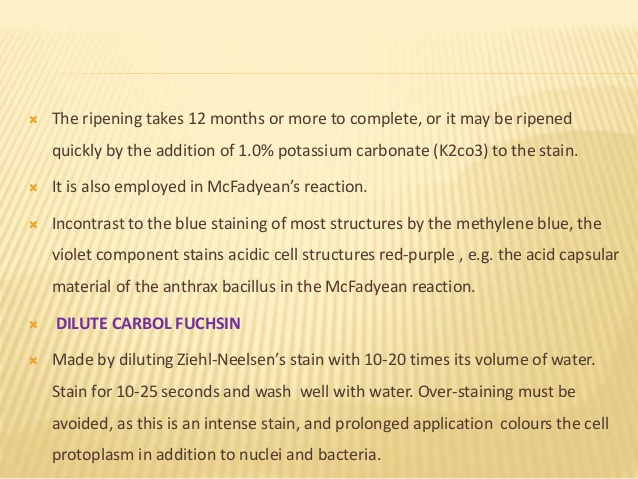 The ripening takes 12 months or more to complete, or it may be ripened
quickly by the addition of 1.0% potassium carbonate (K2co3) to the stain.
It is also employed in McFadyean’s reaction.
Incontrast to the blue staining of most structures by the methylene blue, the
violet component stains acidic cell structures red-purple , e.g. the acid capsular
material of the anthrax bacillus in the McFadyean reaction.
DILUTE CARBOL FUCHSIN
Made by diluting Ziehl-Neelsen’s stain with 10-20 times its volume of water.
Stain for 10-25 seconds and wash well with water. Over-staining must be
avoided, as this is an intense stain, and prolonged application colours the cell
protoplasm in addition to nuclei and bacteria.